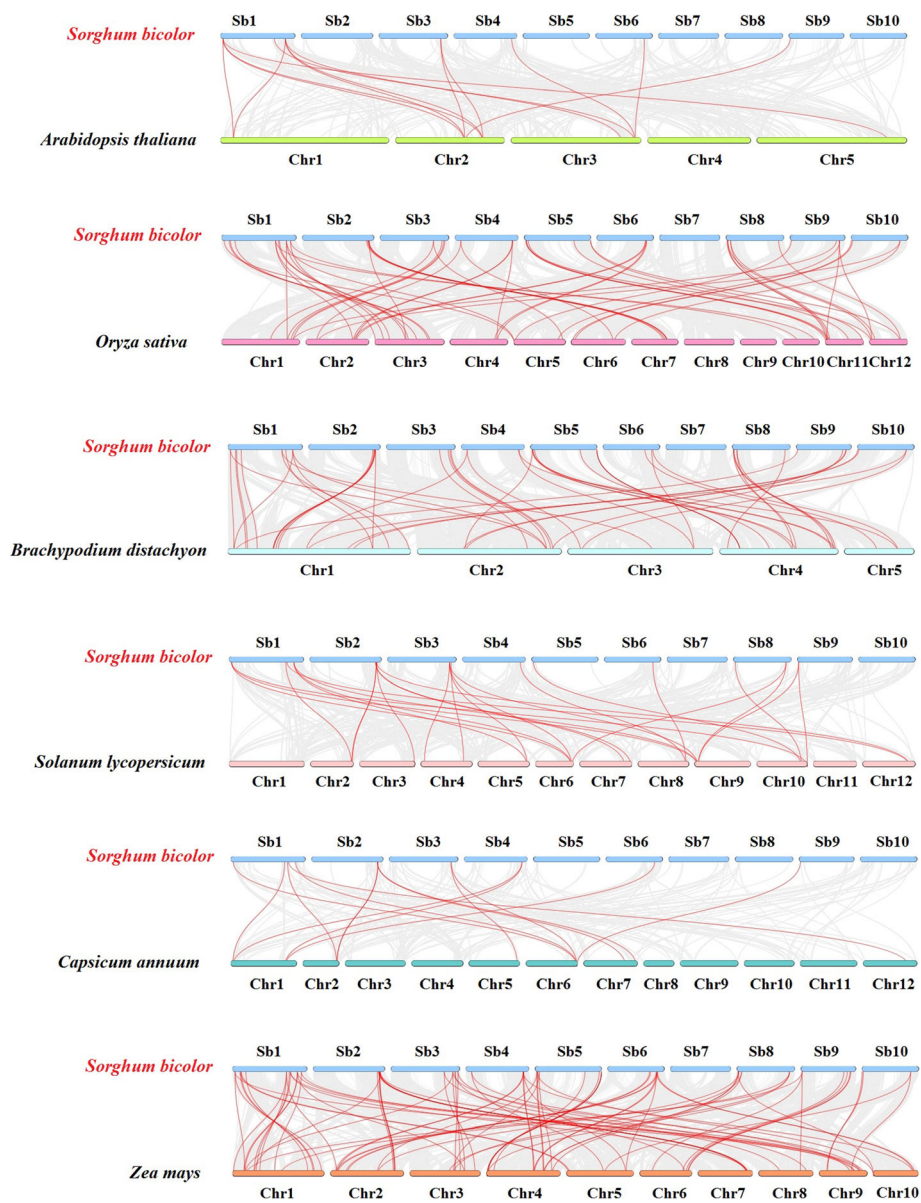 Sb1 Sb2 Sb3 Sb4 Sb5 Sb6 Sb7 Sb8 Sb9 Sb10
Sorghum bicolor
Arabidopsis thaliana
Chr1 Chr2 Chr3 Chr4 Chr5
Sb1 Sb2 Sb3 Sb4 Sb5 Sb6 Sb7 Sb8 Sb9 Sb10
Sorghum bicolor
Oryza sativa
Chr1 Chr2 Chr3 Chr4 Chr5 Chr6 Chr7 Chr8 Chr9 Chr10 Chr11 Chr12
Sb1 Sb2 Sb3 Sb4 Sb5 Sb6 Sb7 Sb8 Sb9 Sb10
Sorghum bicolor
Brachypodium distachyon
Chr1 Chr2 Chr3 Chr4 Chr5
Sb1 Sb2 Sb3 Sb4 Sb5 Sb6 Sb7 Sb8 Sb9 Sb10
Sorghum bicolor
Solanum lycopersicum
Chr1 Chr2 Chr3 Chr4 Chr5 Chr6 Chr7 Chr8 Chr9 Chr10 Chr11 Chr12
Sb1 Sb2 Sb3 Sb4 Sb5 Sb6 Sb7 Sb8 Sb9 Sb10
Sorghum bicolor
Capsicum annuum
Chr1 Chr2 Chr3 Chr4 Chr5 Chr6 Chr7 Chr8 Chr9 Chr10 Chr11 Chr12
Sb1 Sb2 Sb3 Sb4 Sb5 Sb6 Sb7 Sb8 Sb9 Sb10
Sorghum bicolor
Zea mays
Chr1 Chr2 Chr3 Chr4 Chr5 Chr6 Chr7 Chr8 Chr9 Chr10